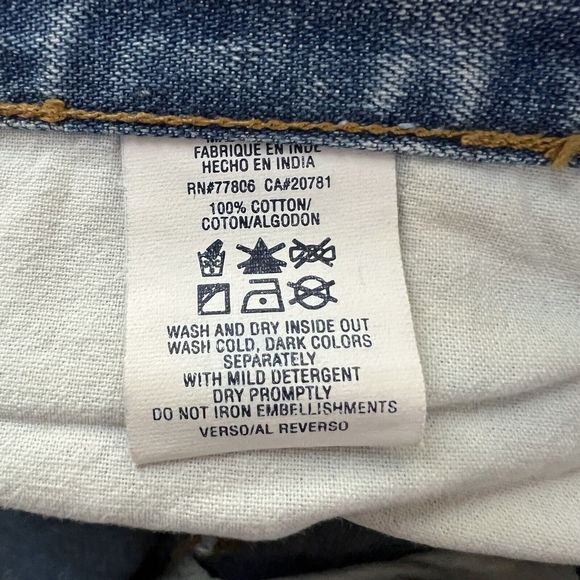 FABRIQUE EN INDE
HECHO EN INDIA
RN#77806 CA#20781
100% COTTON/
COTON/ALGODON
WASH AND DRY INSIDE OUT
WASH COLD, DARK COLORS
SEPARATELY
WITH MILD DETERGENT
DRY PROMPTLY
DO NOT IRON EMBELLISHMENTS
VERSO/AL REVERSO